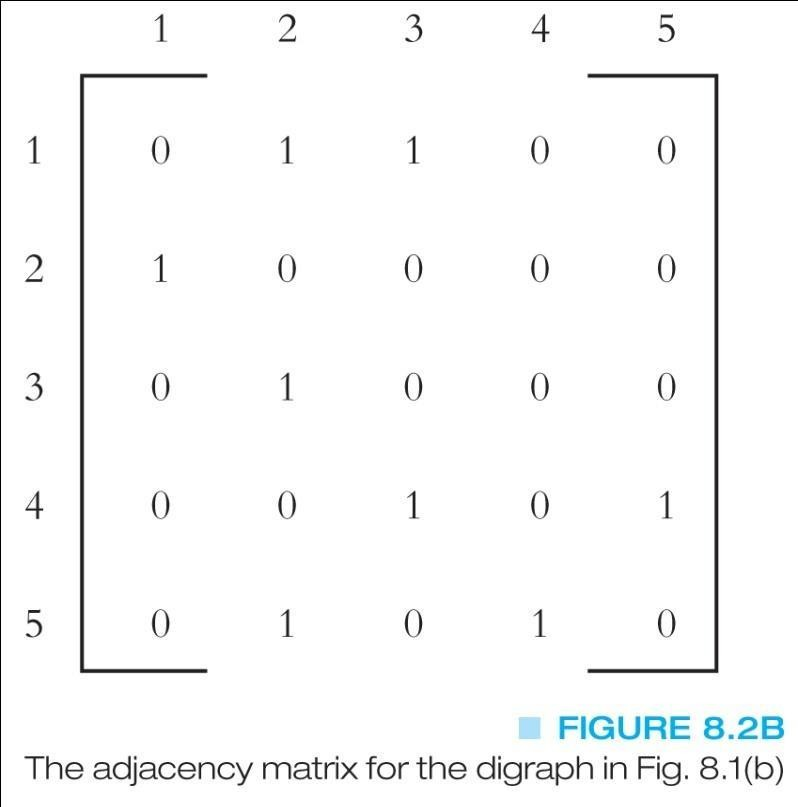 1 2 3 4 5
1 0 1 1 0 0
2 1 0 0 0 0
3 0 1 0 0 0
4 0 0 1 0 1
5 0 1 0 1 0
FIGURE 8.2B
The adjacency matrix for the digraph in Fig. 8.1(b)